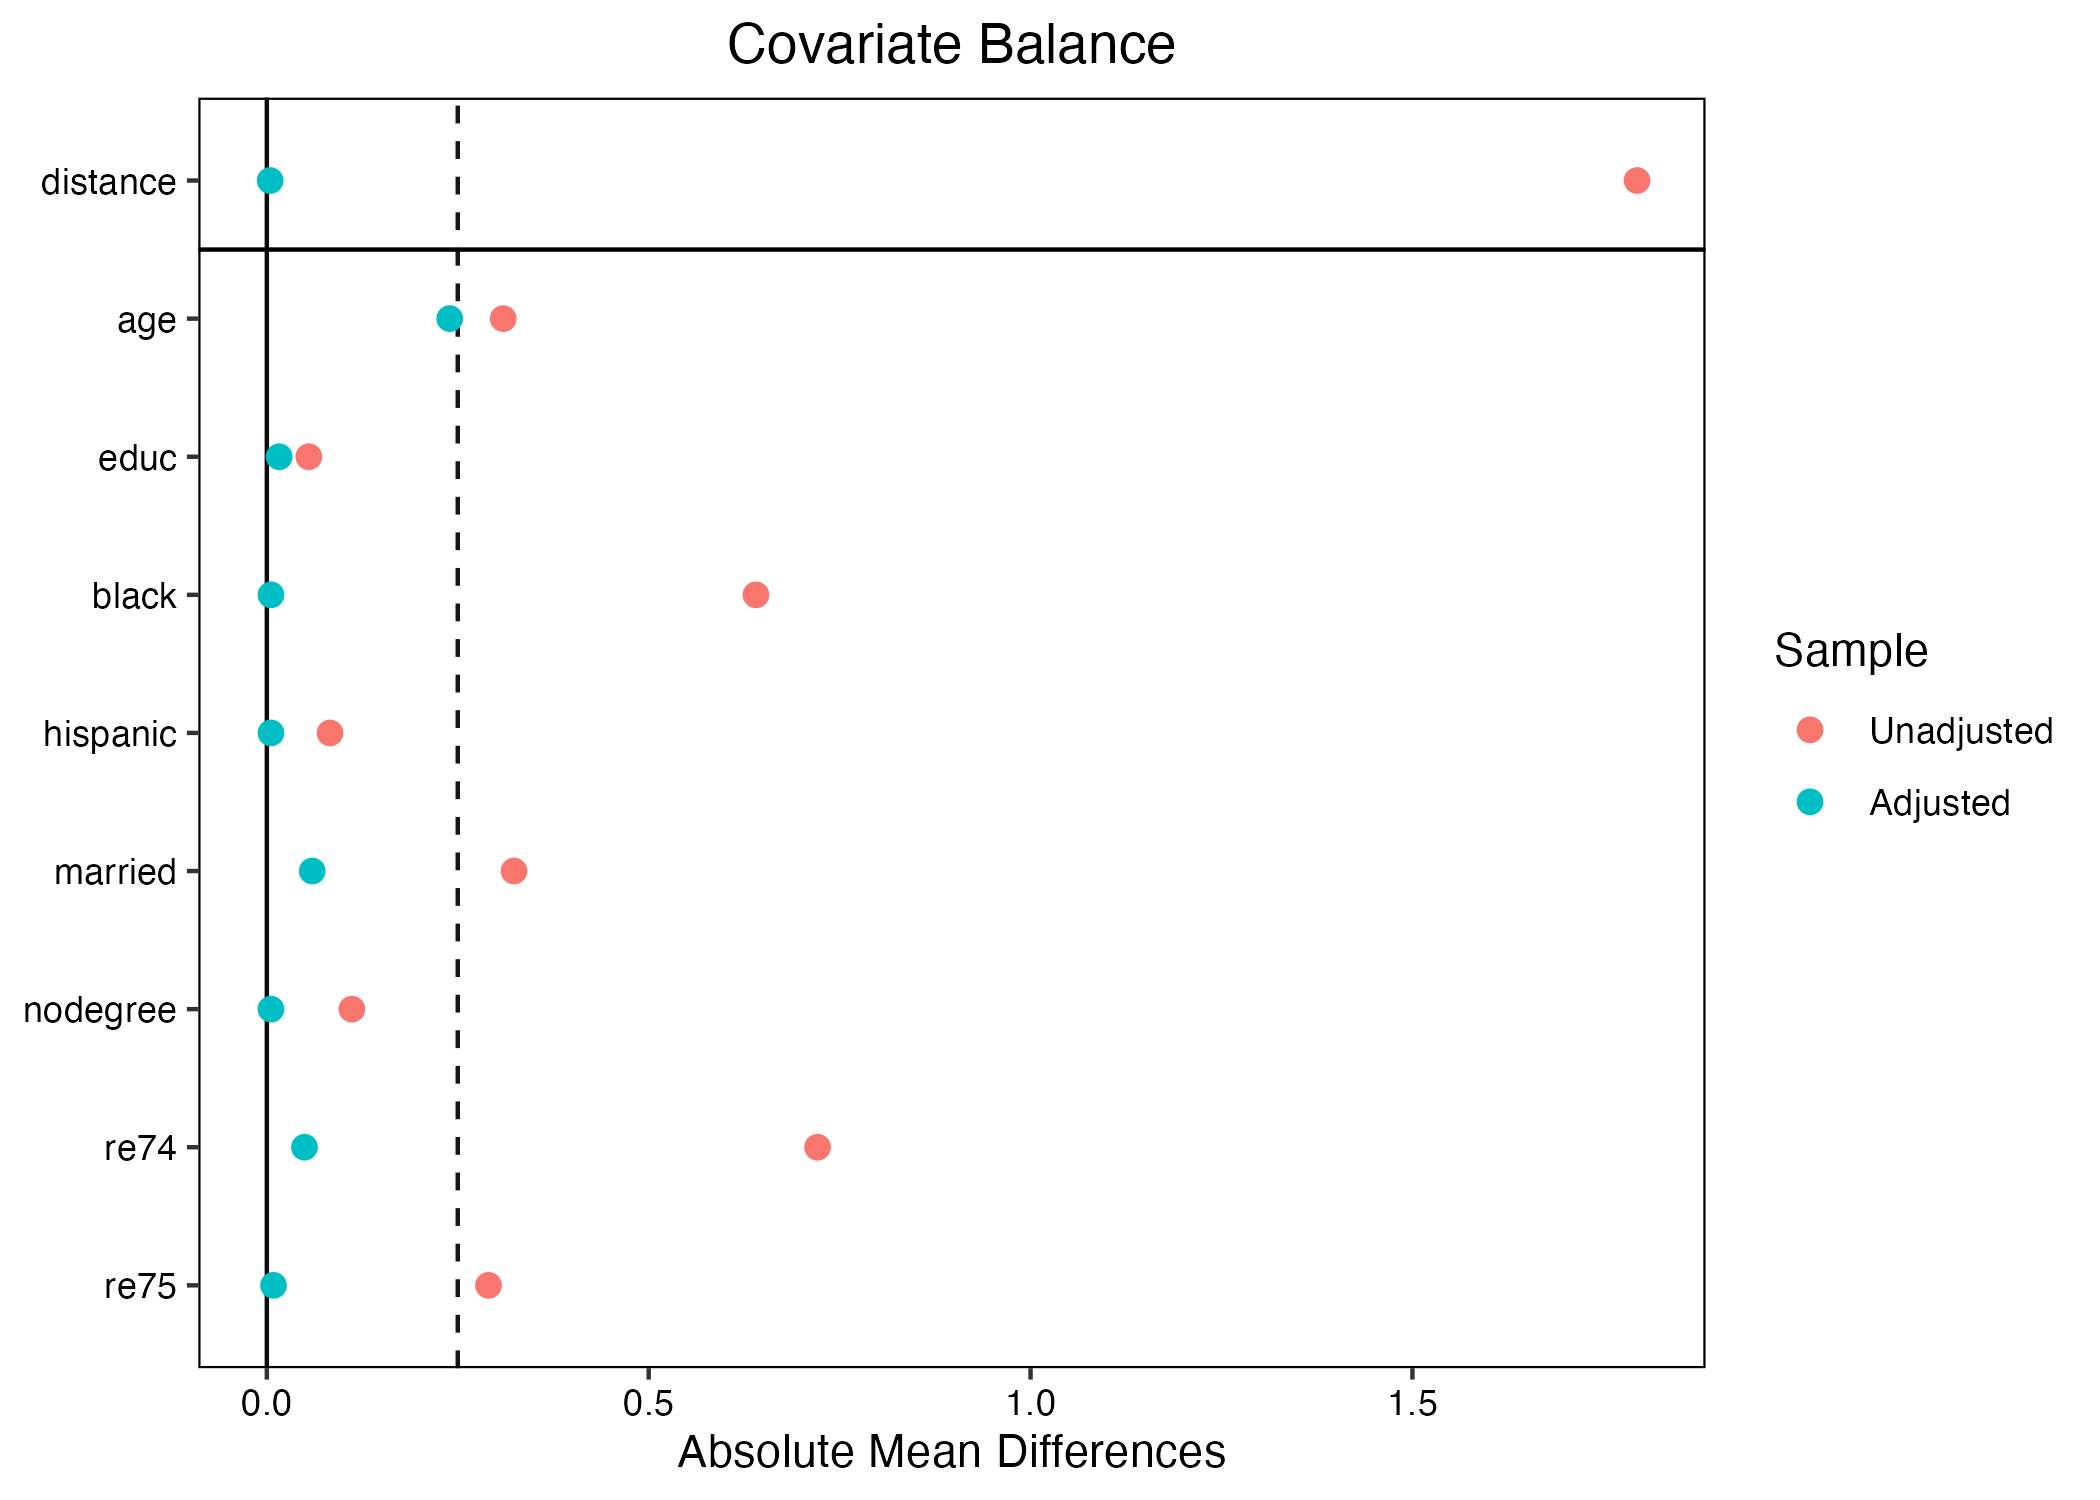 Covariate Balance
distance
age
educ
black
hispanic
married
nodegree
re74
re75
0.0 0.5 1.0 1.5
Absolute Mean Differences
Sample
Unadjusted
Adjusted